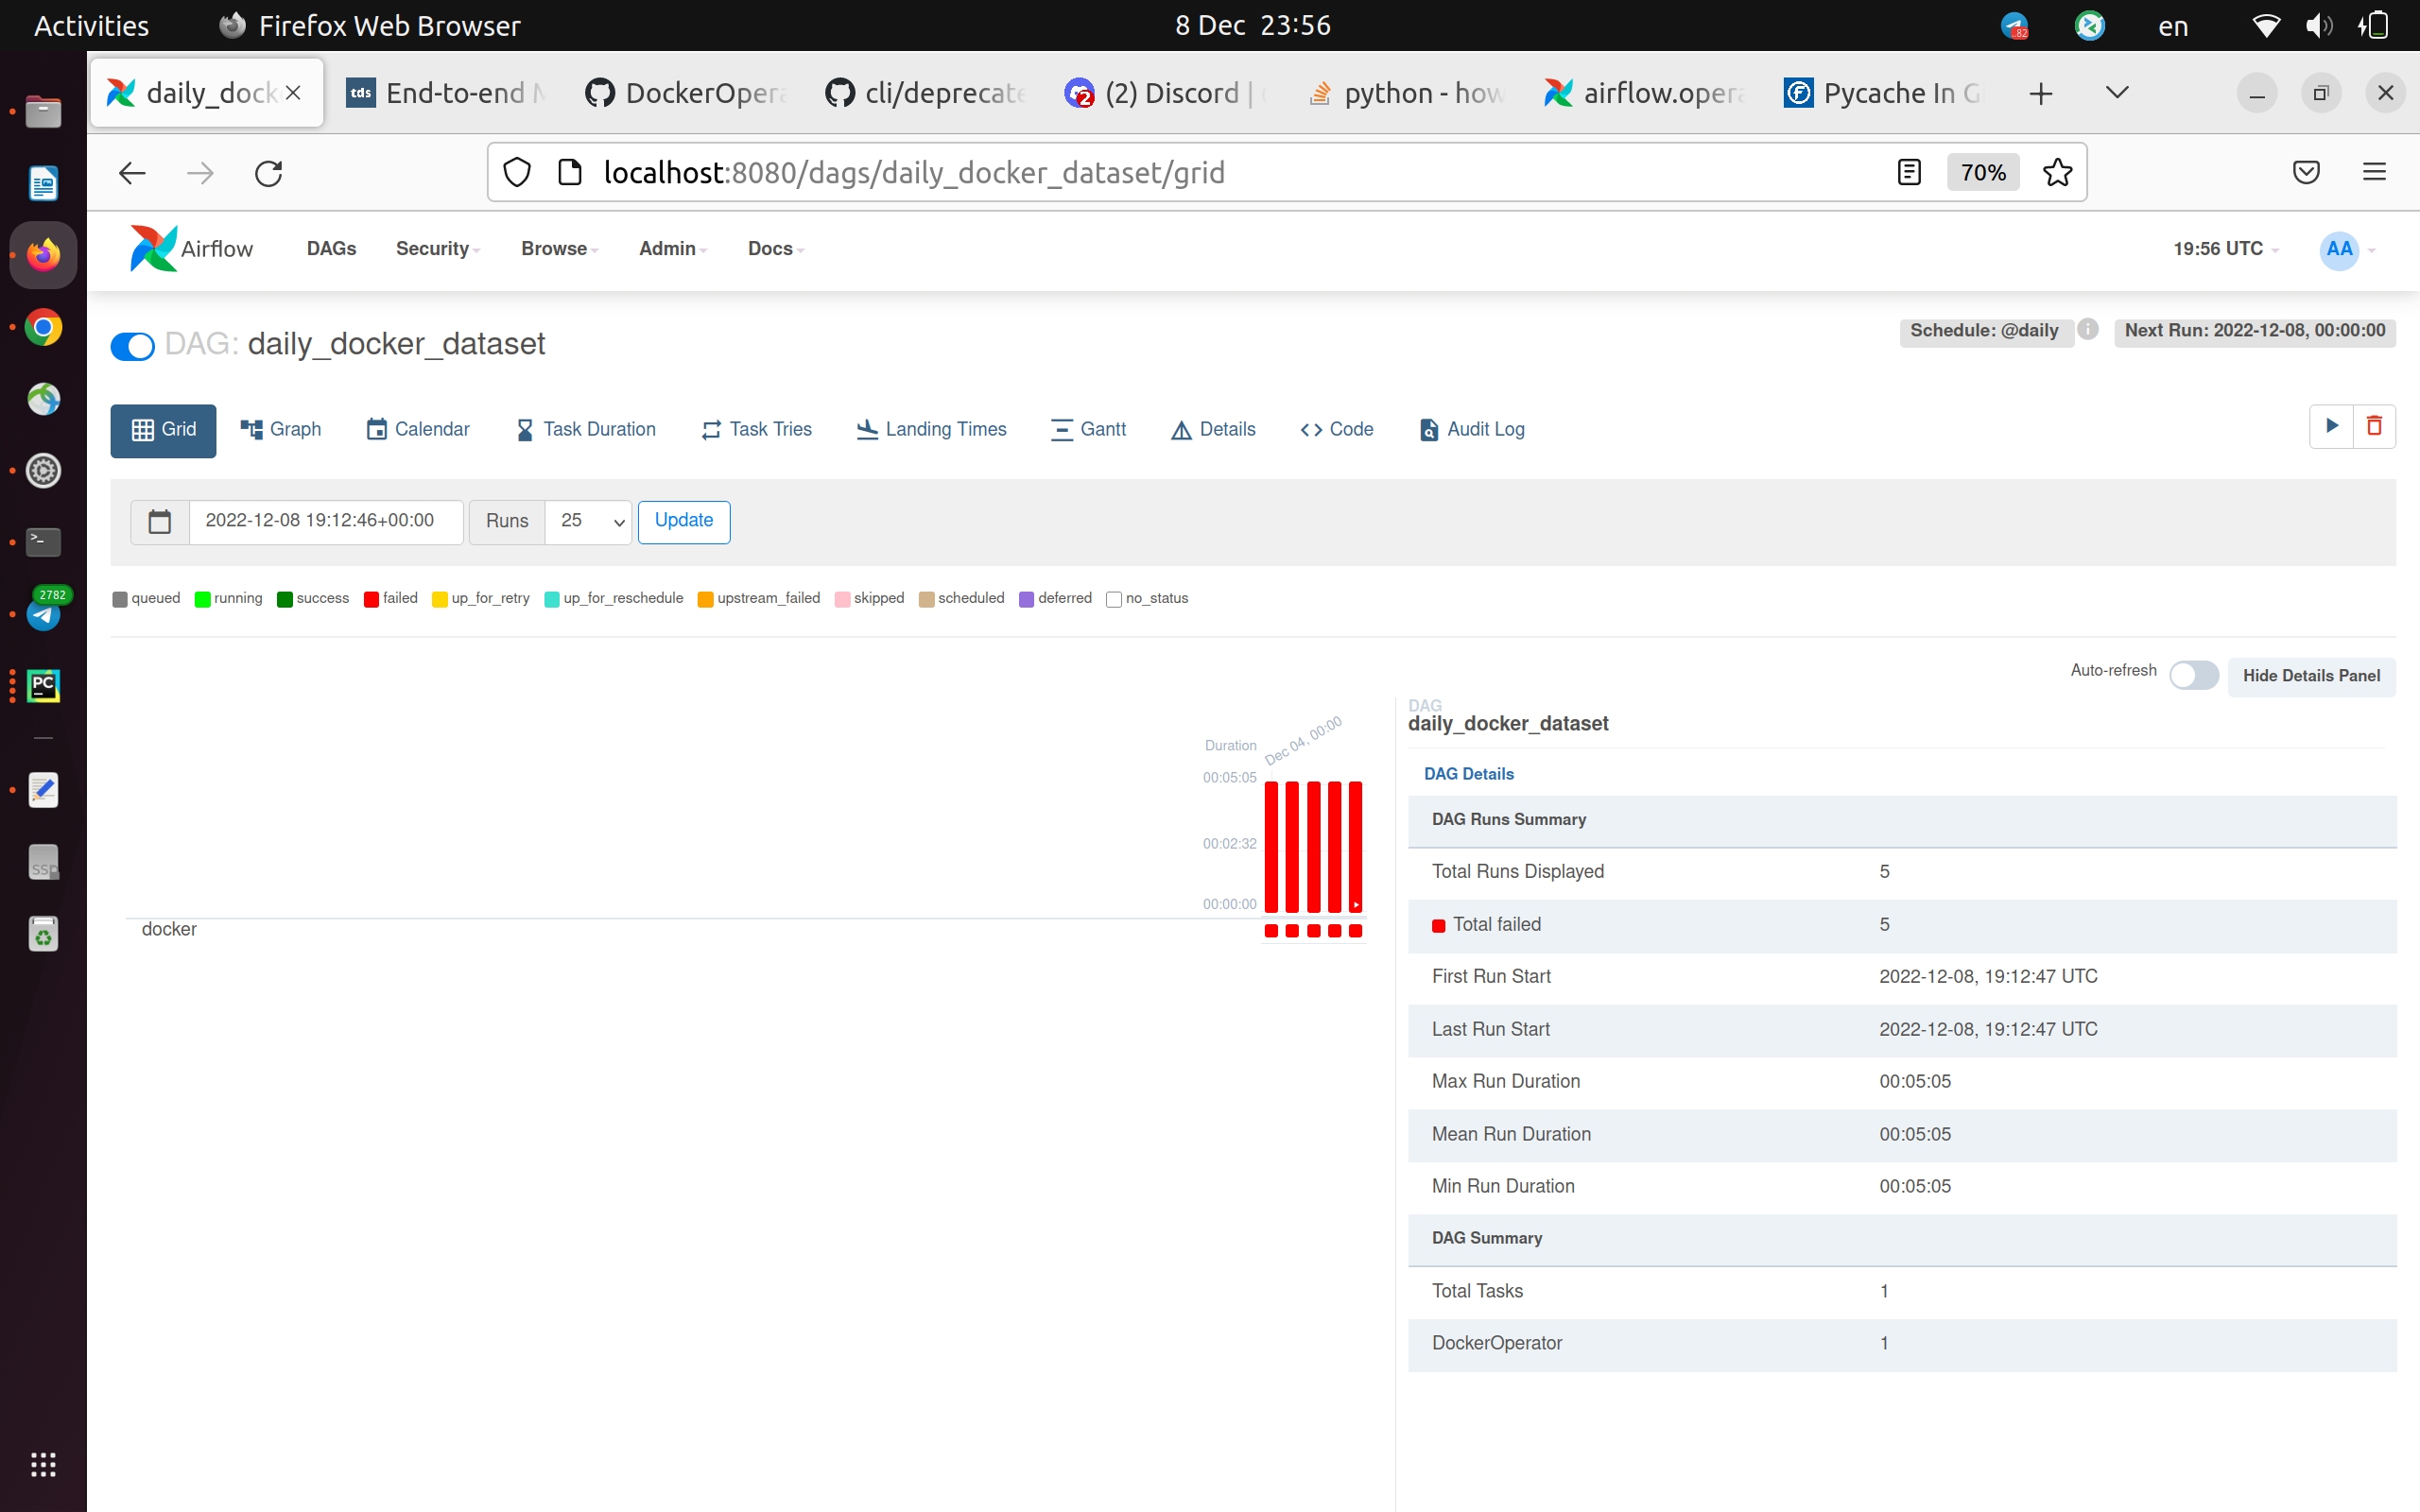 Activities Firefox Web Browser 8 Dec 23:56 en
daily_dock End-to-end DockerOpera cli/deprecate (2) Discord | python - how airflow.opera Pycache In G
localhost:8080/dags/daily_docker_dataset/grid 70%
Airflow DAGs Security Browse Admin Docs 19:56 UTC AA
DAG: daily_docker_dataset Schedule: @daily Next Run: 2022-12-08, 00:00:00
Grid Graph Calendar Task Duration Task Tries Landing Times Gantt Details Code Audit Log
2022-12-08 19:12:46+00:00 Runs 25 Update
queued running success failed up_for_retry up_for_reschedule upstream_failed skipped scheduled deferred no_status
2782
Auto-refresh Hide Details Panel
Duration Dec 04, 00:00
00:05:05
00:02:32
00:00:00
docker
DAG
daily_docker_dataset
DAG Details
DAG Runs Summary
Total Runs Displayed 5
Total failed 5
First Run Start 2022-12-08, 19:12:47 UTC
Last Run Start 2022-12-08, 19:12:47 UTC
Max Run Duration 00:05:05
Mean Run Duration 00:05:05
Min Run Duration 00:05:05
DAG Summary
Total Tasks 1
DockerOperator 1